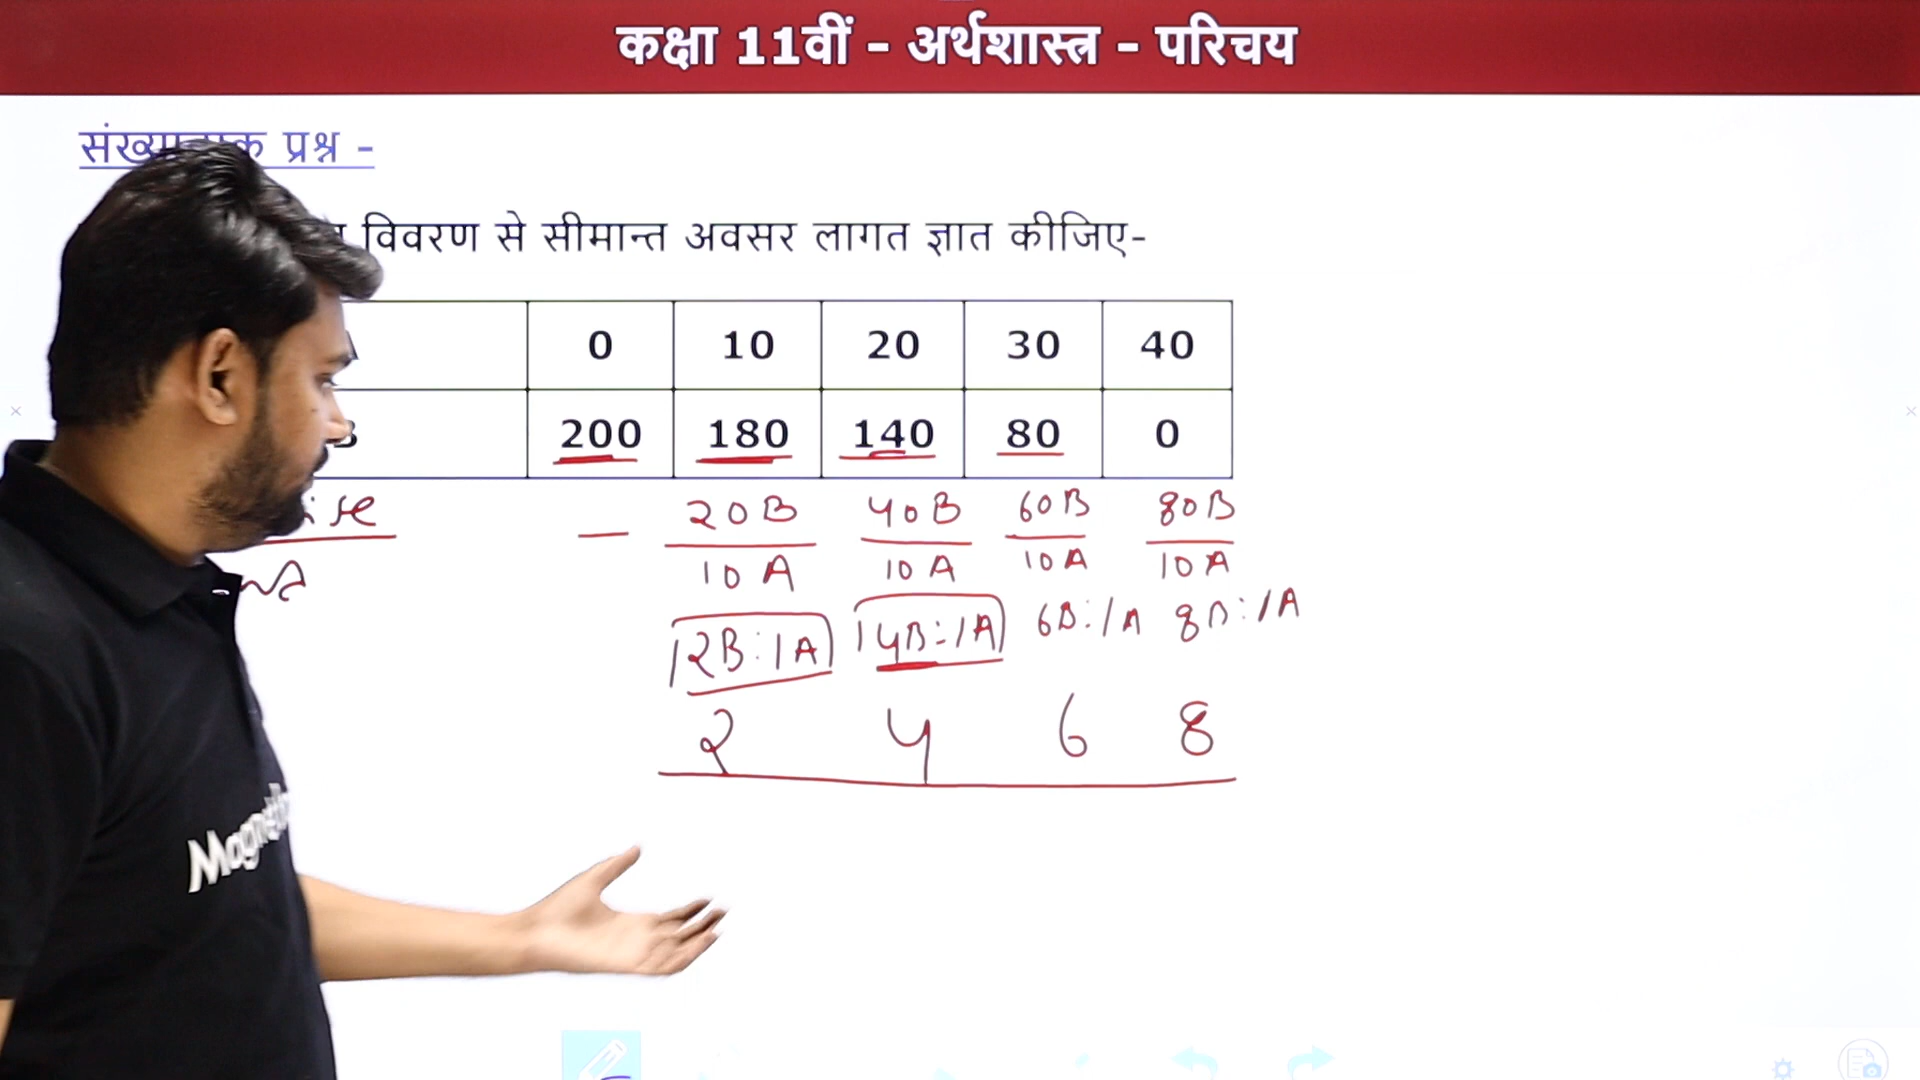 कक्षा 11वीं - अर्थशास्त्र - परिचय
प्रश्न -
विवरण से सीमान्त अवसर लागत ज्ञात कीजिए-
0 10 20 30 40
B 200 180 140 80 0
— 20B 40B 60B 80B
10A 10A 10A 10A
2B:1A 4B:1A 6B:1A 8B:1A
2 4 6 8